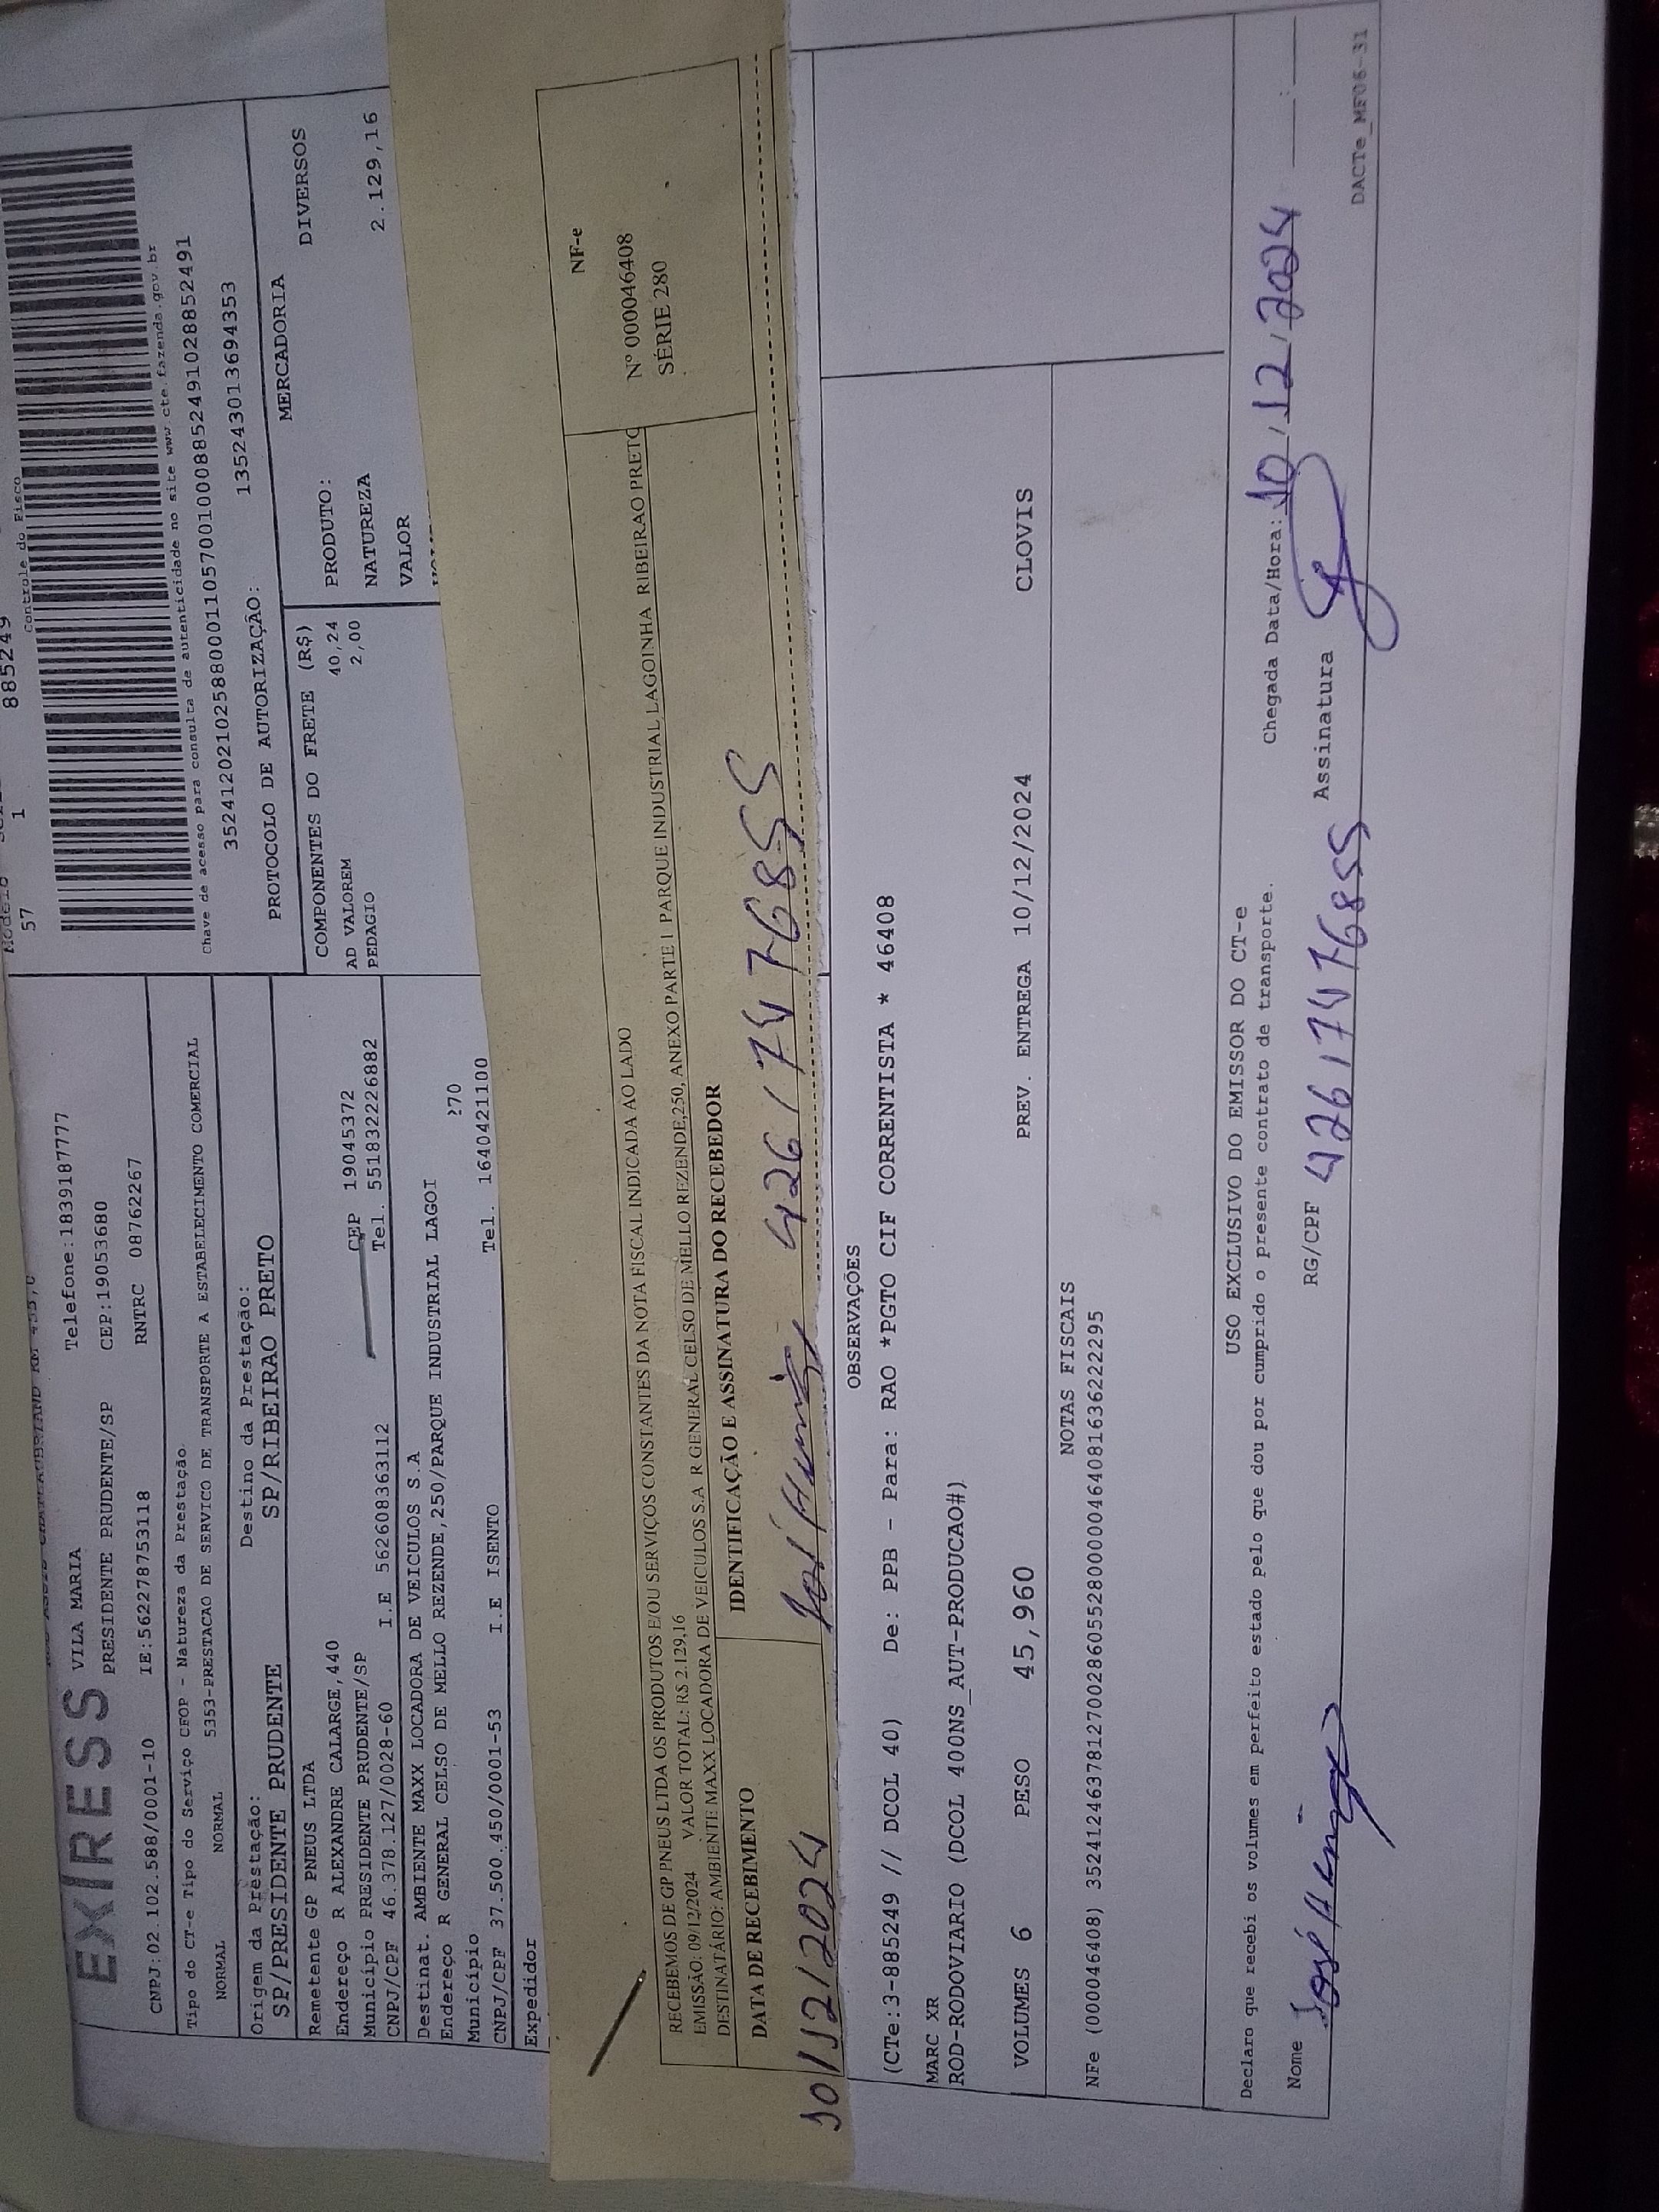 57 1 885249
Controle do Fisco
EX/RESS
VILA MARIA Telefone:1839187777
PRESIDENTE PRUDENTE/SP CEP:19053680
CNPJ:02.102.588/0001-10 IE:562278753118 RNTRC 08762267
Chave de acesso para consulta de autenticidade no site www.cte.fazenda.gov.br
35241202102588000110570010008852491028852491
PROTOCOLO DE AUTORIZAÇÃO: 135243013694353
Tipo do CT-e Tipo do Serviço CFOP - Natureza da Prestação
NORMAL NORMAL 5353-PRESTACAO DE SERVICO DE TRANSPORTE A ESTABELECIMENTO COMERCIAL
Origem da Prestação: Destino da Prestação:
SP/PRESIDENTE PRUDENTE SP/RIBEIRAO PRETO
Remetente GP PNEUS LTDA
Endereço R ALEXANDRE CALARGE,440
Município PRESIDENTE PRUDENTE/SP CEP 19045372
CNPJ/CPF 46.378.127/0028-60 I.E 562608363112 Tel. 5518322226882
Destinat. AMBIENTE MAXX LOCADORA DE VEICULOS S.A
Endereço R GENERAL CELSO DE MELLO REZENDE,250/PARQUE INDUSTRIAL LAGOI
Município 270
CNPJ/CPF 37.500.450/0001-53 I.E ISENTO Tel. 1640421100
Expedidor
COMPONENTES DO FRETE (R$)
AD VALOREM 40,24
PEDAGIO 2,00
MERCADORIA
PRODUTO: DIVERSOS
NATUREZA
VALOR 2.129,16
RECEBEMOS DE GP PNEUS LTDA OS PRODUTOS E/OU SERVIÇOS CONSTANTES DA NOTA FISCAL INDICADA AO LADO
EMISSÃO: 09/12/2024 VALOR TOTAL: R$ 2.129,16
DESTINATÁRIO: AMBIENTE MAXX LOCADORA DE VEICULOS S.A R GENERAL CELSO DE MELLO REZENDE,250, ANEXO PARTE 1 PARQUE INDUSTRIAL LAGOINHA RIBEIRAO PRETO
NF-e
Nº 000046408
SÉRIE 280
DATA DE RECEBIMENTO IDENTIFICAÇÃO E ASSINATURA DO RECEBEDOR
10/12/2024 42617476855
OBSERVAÇÕES
(CTe:3-885249 // DCOL 40) De: PPB - Para: RAO *PGTO CIF CORRENTISTA * 46408
MARC XR
ROD-RODOVIARIO (DCOL 400NS_AUT-PRODUCAO#)
VOLUMES 6 PESO 45,960 PREV. ENTREGA 10/12/2024 CLOVIS
NOTAS FISCAIS
NFe (000046408) 35241246378127002860552800000464081636222295
USO EXCLUSIVO DO EMISSOR DO CT-e
Declaro que recebi os volumes em perfeito estado pelo que dou por cumprido o presente contrato de transporte. Chegada Data/Hora: 10/12/2024 __:__
Nome José RG/CPF 42617476855 Assinatura
DACTe_MF06-31